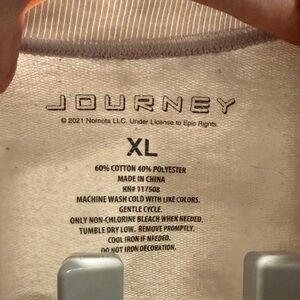 JOURNEY
© 2021 Nomota LLC. Under License to Epic Rights.
XL
60% COTTON 40% POLYESTER
MADE IN CHINA
RN# 117508
MACHINE WASH COLD WITH LIKE COLORS.
GENTLE CYCLE.
ONLY NON-CHLORINE BLEACH WHEN NEEDED.
TUMBLE DRY LOW. REMOVE PROMPTLY.
COOL IRON IF NEEDED.
DO NOT IRON DECORATION.